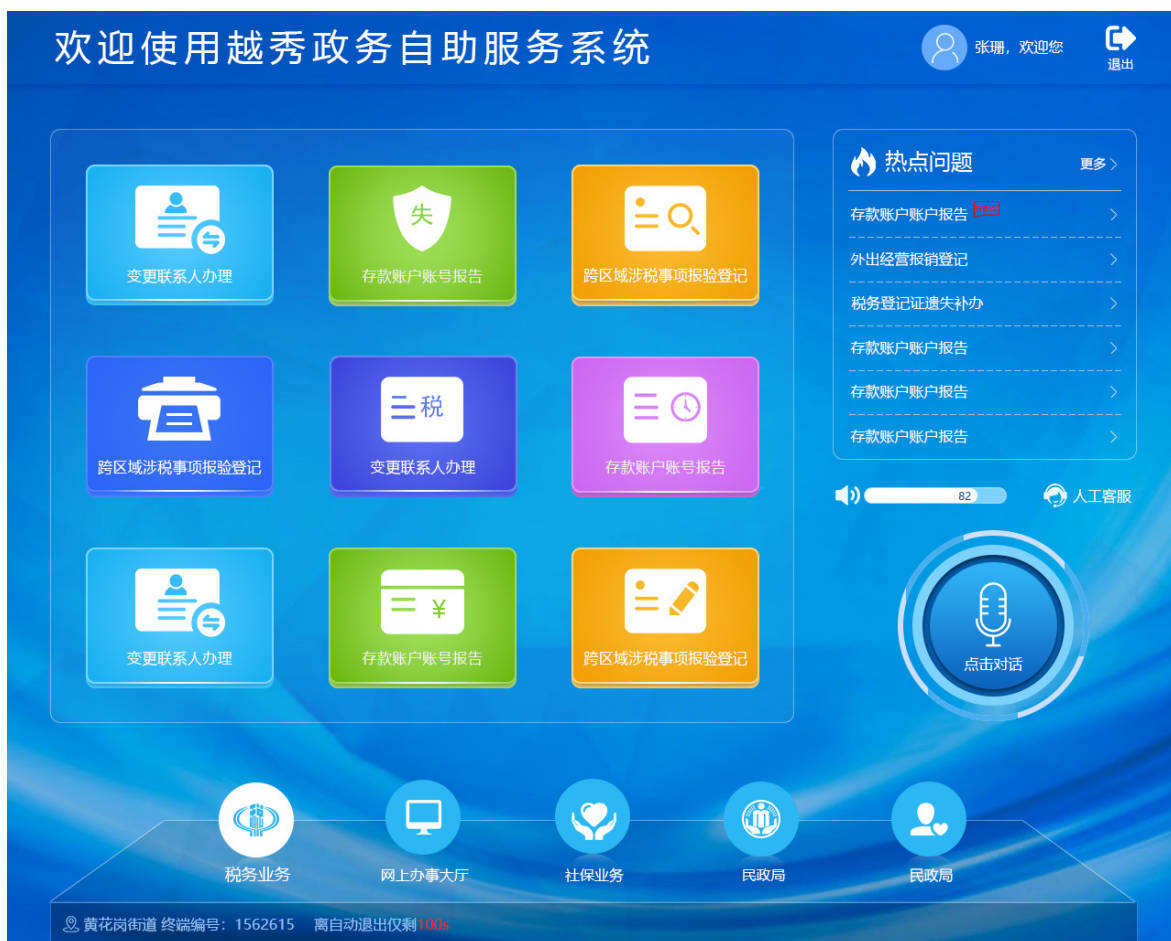 欢迎使用越秀政务自助服务系统
张珊，欢迎您
退出
变更联系人办理
失
存款账户账号报告
跨区域涉税事项报验登记
跨区域涉税事项报验登记
税
变更联系人办理
存款账户账号报告
变更联系人办理
¥
存款账户账号报告
跨区域涉税事项报验登记
热点问题
更多
存款账户账户报告 new
外出经营报销登记
税务登记证遗失补办
存款账户账户报告
存款账户账户报告
存款账户账户报告
82
人工客服
点击对话
税务业务
网上办事大厅
社保业务
民政局
民政局
黄花岗街道 终端编号：1562615 离自动退出仅剩100s